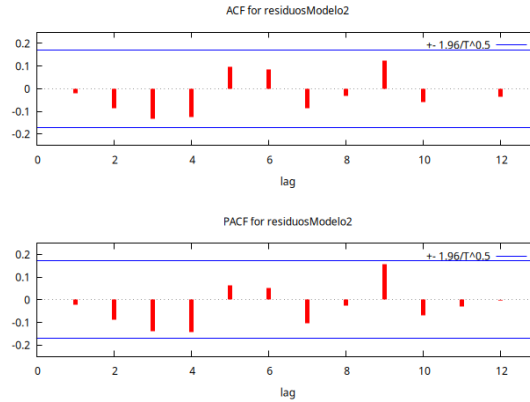 ACF for residuosModelo2
+- 1.96/T^0.5
0.2
0.1
0
-0.1
-0.2
0 2 4 6 8 10 12
lag
PACF for residuosModelo2
+- 1.96/T^0.5
0.2
0.1
0
-0.1
-0.2
0 2 4 6 8 10 12
lag